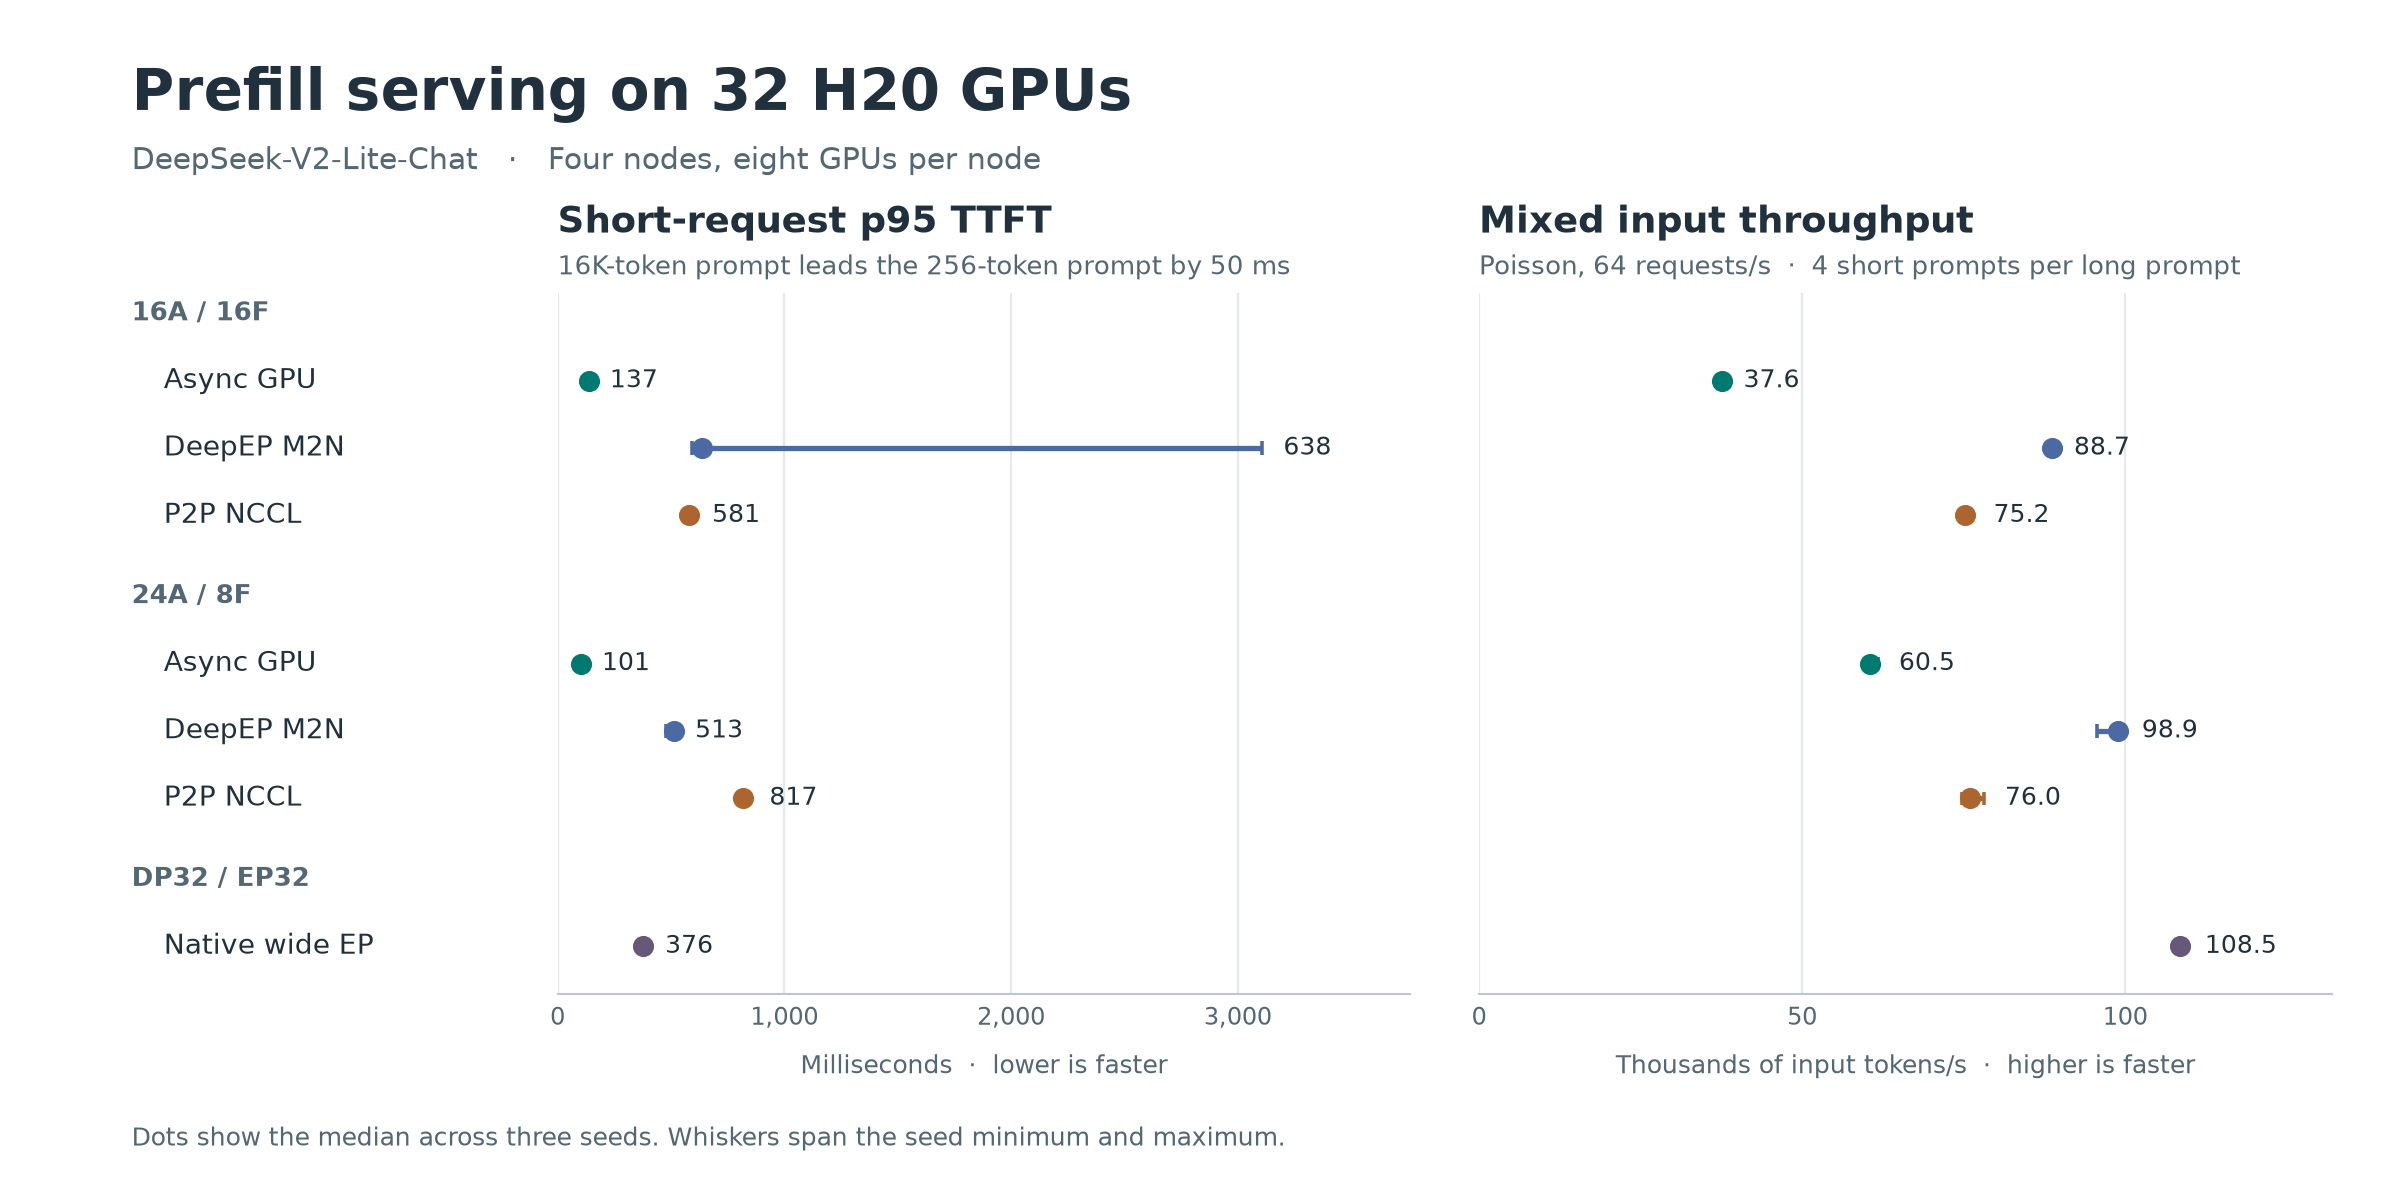 Prefill serving on 32 H20 GPUs
DeepSeek-V2-Lite-Chat · Four nodes, eight GPUs per node
Short-request p95 TTFT
16K-token prompt leads the 256-token prompt by 50 ms
Mixed input throughput
Poisson, 64 requests/s · 4 short prompts per long prompt
16A / 16F
Async GPU 137 37.6
DeepEP M2N 638 88.7
P2P NCCL 581 75.2
24A / 8F
Async GPU 101 60.5
DeepEP M2N 513 98.9
P2P NCCL 817 76.0
DP32 / EP32
Native wide EP 376 108.5
0 1,000 2,000 3,000 0 50 100
Milliseconds · lower is faster
Thousands of input tokens/s · higher is faster
Dots show the median across three seeds. Whiskers span the seed minimum and maximum.